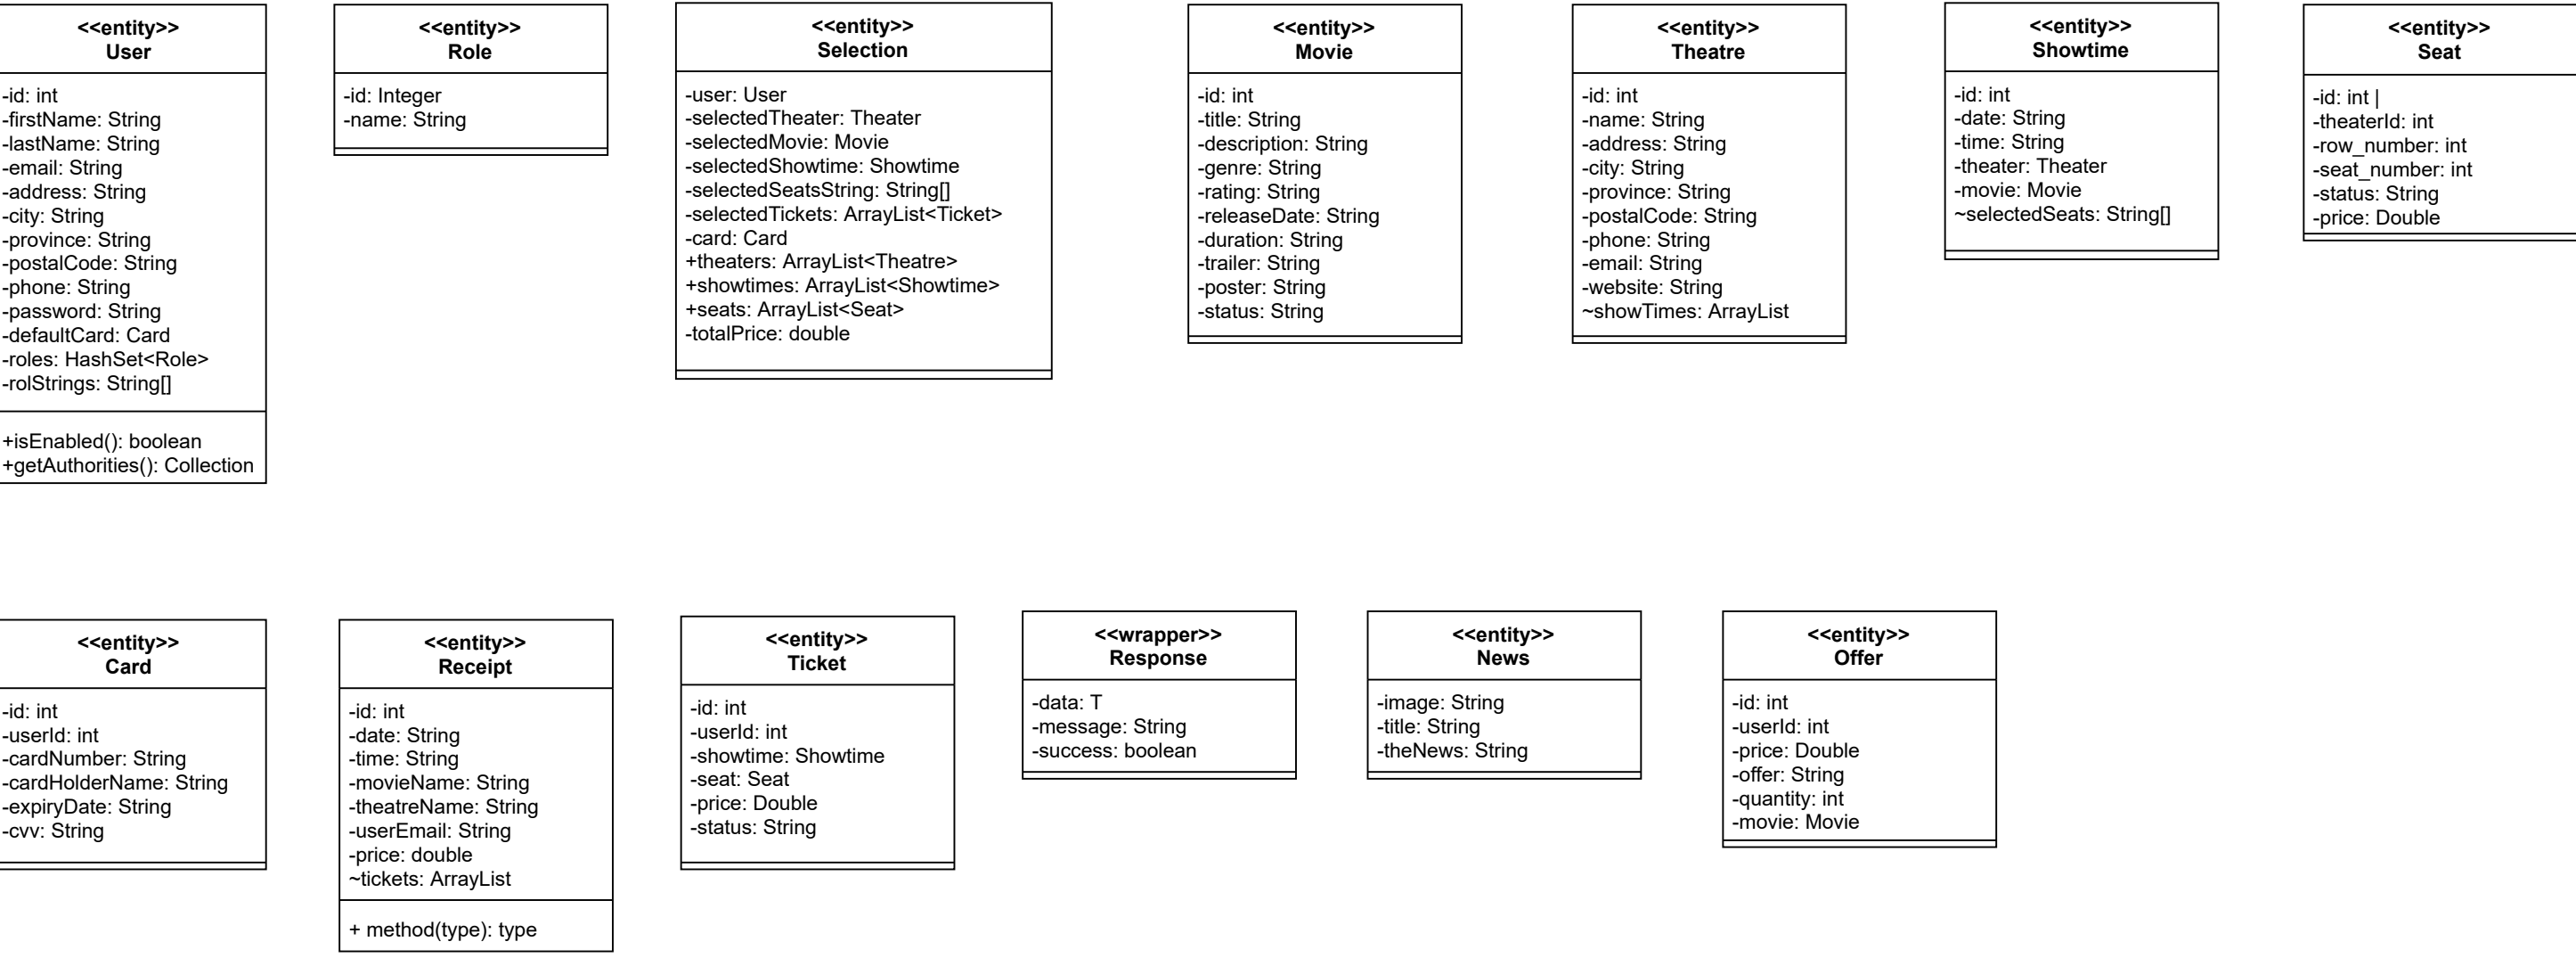 <<entity>>
User
-id: int
-firstName: String
-lastName: String
-email: String
-address: String
-city: String
-province: String
-postalCode: String
-phone: String
-password: String
-defaultCard: Card
-roles: HashSet<Role>
-rolStrings: String[]
+isEnabled(): boolean
+getAuthorities(): Collection
<<entity>>
Role
-id: Integer
-name: String
<<entity>>
Selection
-user: User
-selectedTheater: Theater
-selectedMovie: Movie
-selectedShowtime: Showtime
-selectedSeatsString: String[]
-selectedTickets: ArrayList<Ticket>
-card: Card
+theaters: ArrayList<Theatre>
+showtimes: ArrayList<Showtime>
+seats: ArrayList<Seat>
-totalPrice: double
<<entity>>
Movie
-id: int
-title: String
-description: String
-genre: String
-rating: String
-releaseDate: String
-duration: String
-trailer: String
-poster: String
-status: String
<<entity>>
Theatre
-id: int
-name: String
-address: String
-city: String
-province: String
-postalCode: String
-phone: String
-email: String
-website: String
~showTimes: ArrayList
<<entity>>
Showtime
-id: int
-date: String
-time: String
-theater: Theater
-movie: Movie
~selectedSeats: String[]
<<entity>>
Seat
-id: int |
-theaterId: int
-row_number: int
-seat_number: int
-status: String
-price: Double
<<entity>>
Card
-id: int
-userId: int
-cardNumber: String
-cardHolderName: String
-expiryDate: String
-cvv: String
<<entity>>
Receipt
-id: int
-date: String
-time: String
-movieName: String
-theatreName: String
-userEmail: String
-price: double
~tickets: ArrayList
+ method(type): type
<<entity>>
Ticket
-id: int
-userId: int
-showtime: Showtime
-seat: Seat
-price: Double
-status: String
<<wrapper>>
Response
-data: T
-message: String
-success: boolean
<<entity>>
News
-image: String
-title: String
-theNews: String
<<entity>>
Offer
-id: int
-userId: int
-price: Double
-offer: String
-quantity: int
-movie: Movie